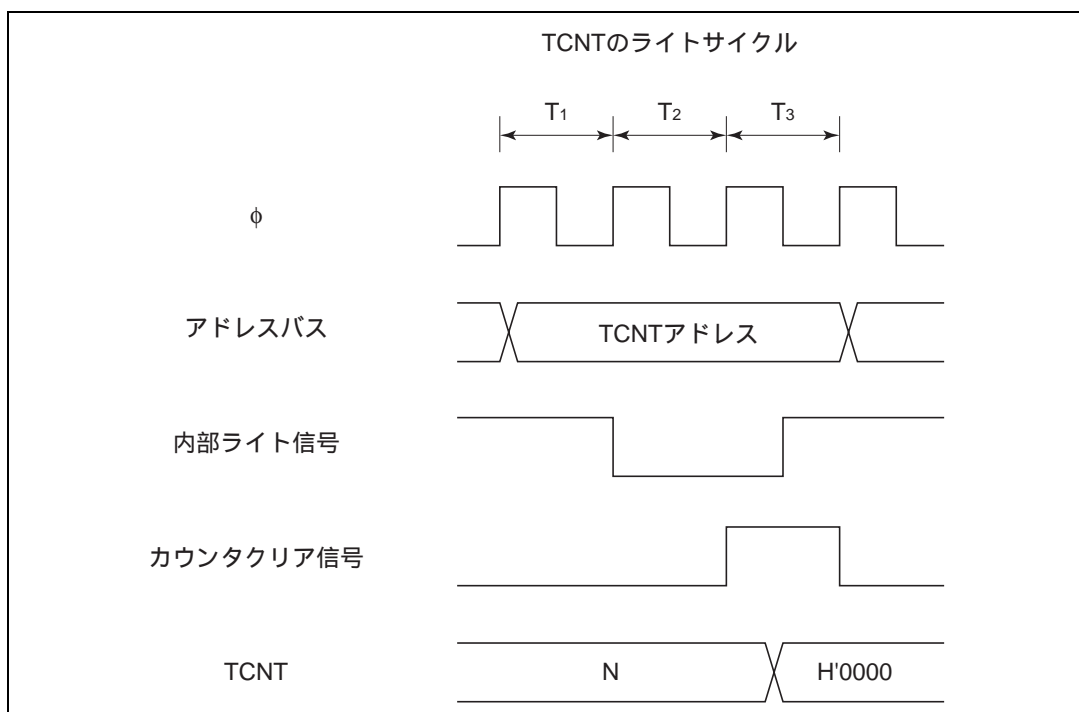 TCNTのライトサイクル
T1 T2 T3
φ
アドレスバス
TCNTアドレス
内部ライト信号
カウンタクリア信号
TCNT
N
H'0000